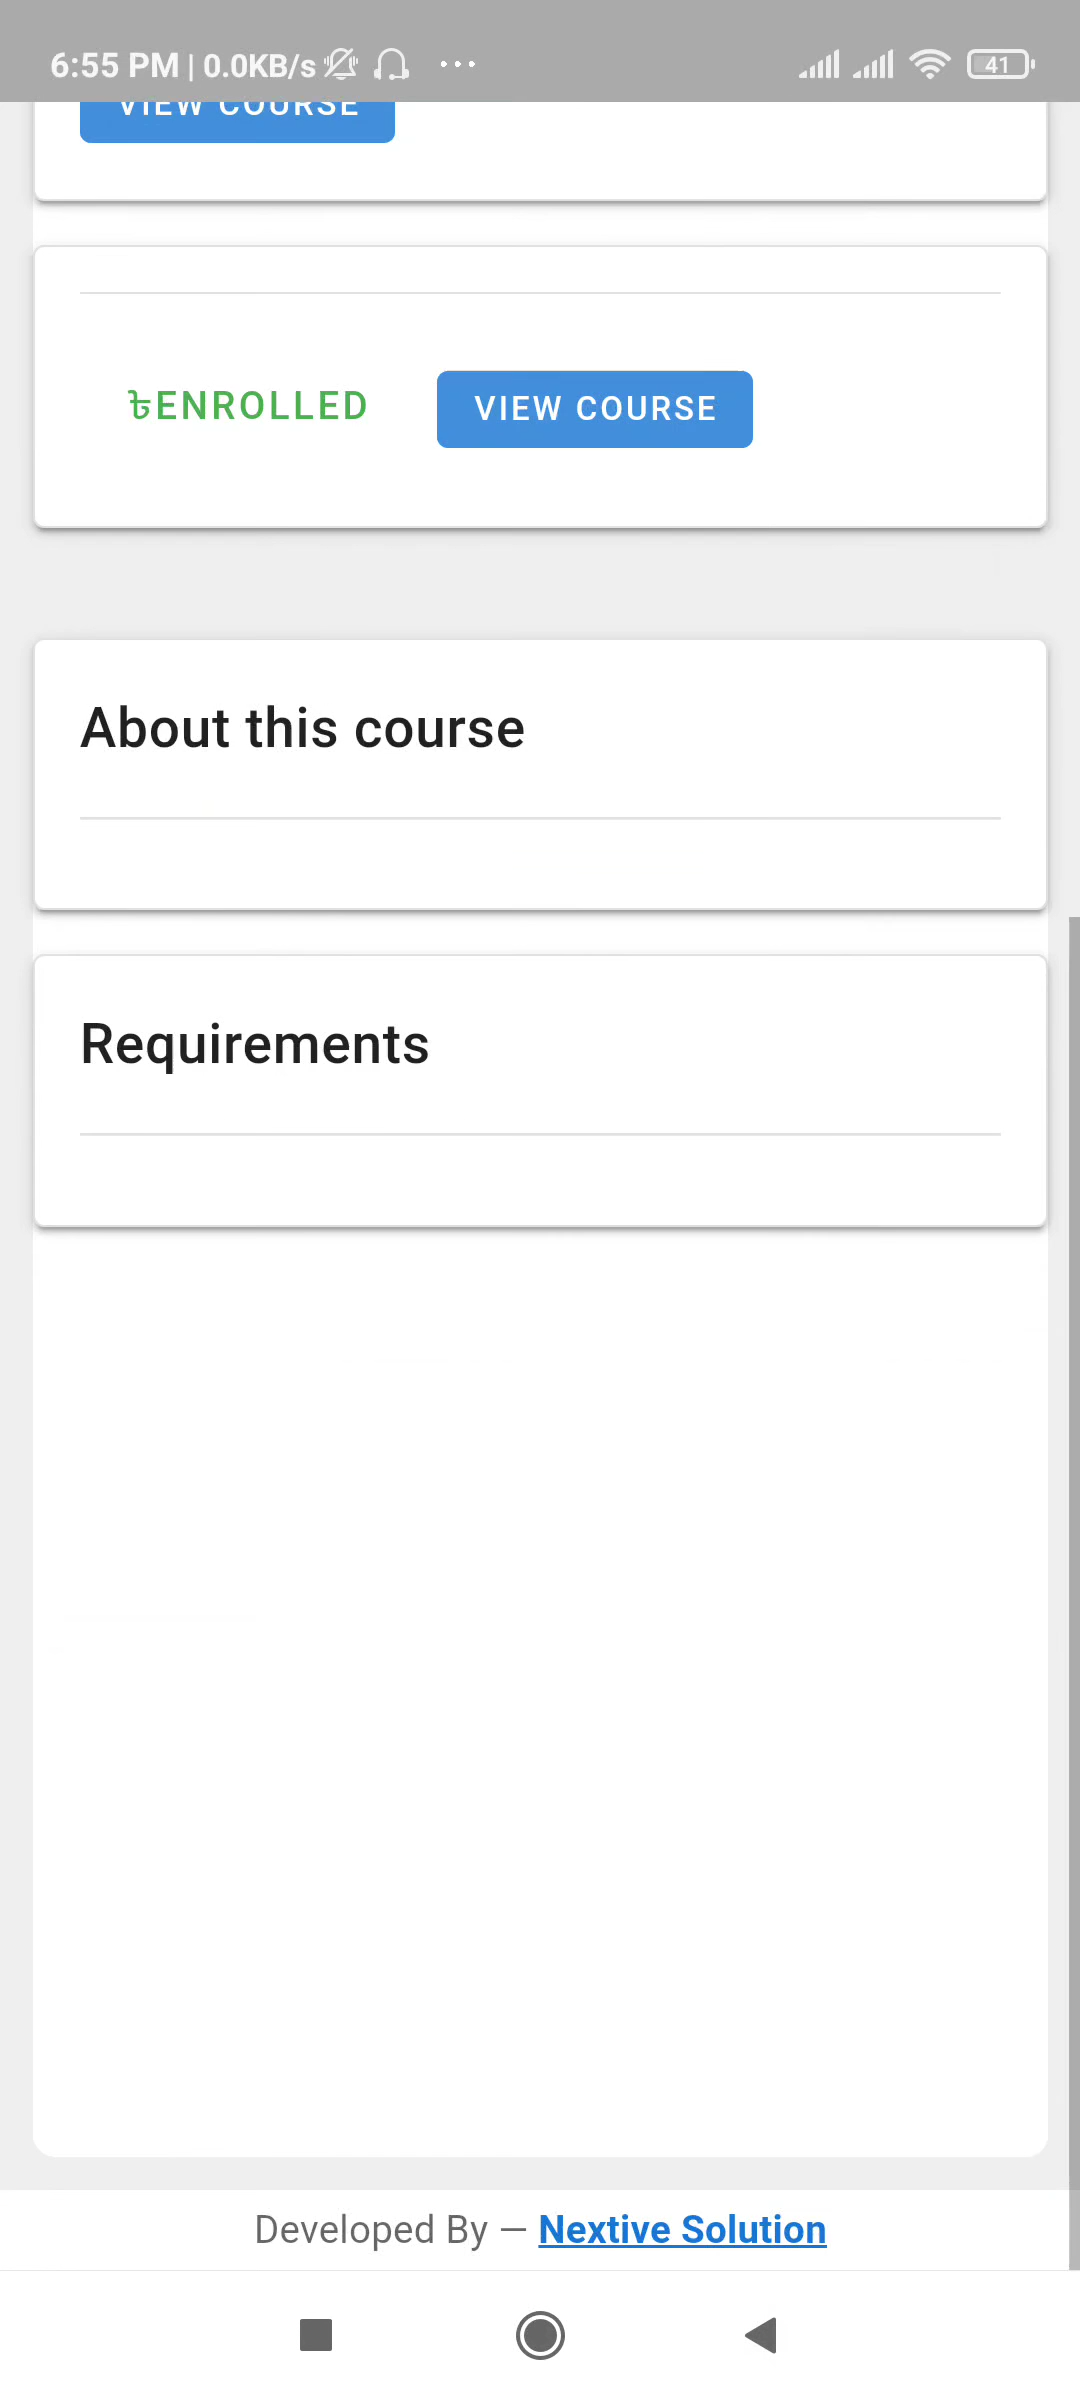 6:55 PM | 0.0KB/s ... 41
VIEW COURSE
৳ENROLLED VIEW COURSE
About this course
Requirements
Developed By — Nextive Solution